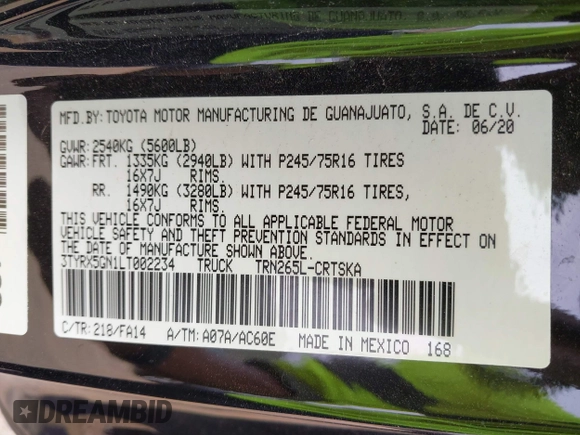 MFD.BY:TOYOTA MOTOR MANUFACTURING DE GUANAJUATO, S.A. DE C.V.
DATE: 06/20
GVWR:2540KG (5600LB)
GAWR:FRT. 1335KG (2940LB) WITH P245/75R16 TIRES
16X7J RIMS.
RR. 1490KG (3280LB) WITH P245/75R16 TIRES,
16X7J RIMS.
THIS VEHICLE CONFORMS TO ALL APPLICABLE FEDERAL MOTOR
VEHICLE SAFETY AND THEFT PREVENTION STANDARDS IN EFFECT ON
THE DATE OF MANUFACTURE SHOWN ABOVE.
3TYRX5GN1LT002234 TRUCK TRN265L-CRTSKA
C/TR:218/FA14 A/TM:A07A/AC60E MADE IN MEXICO 168
DREAMBID